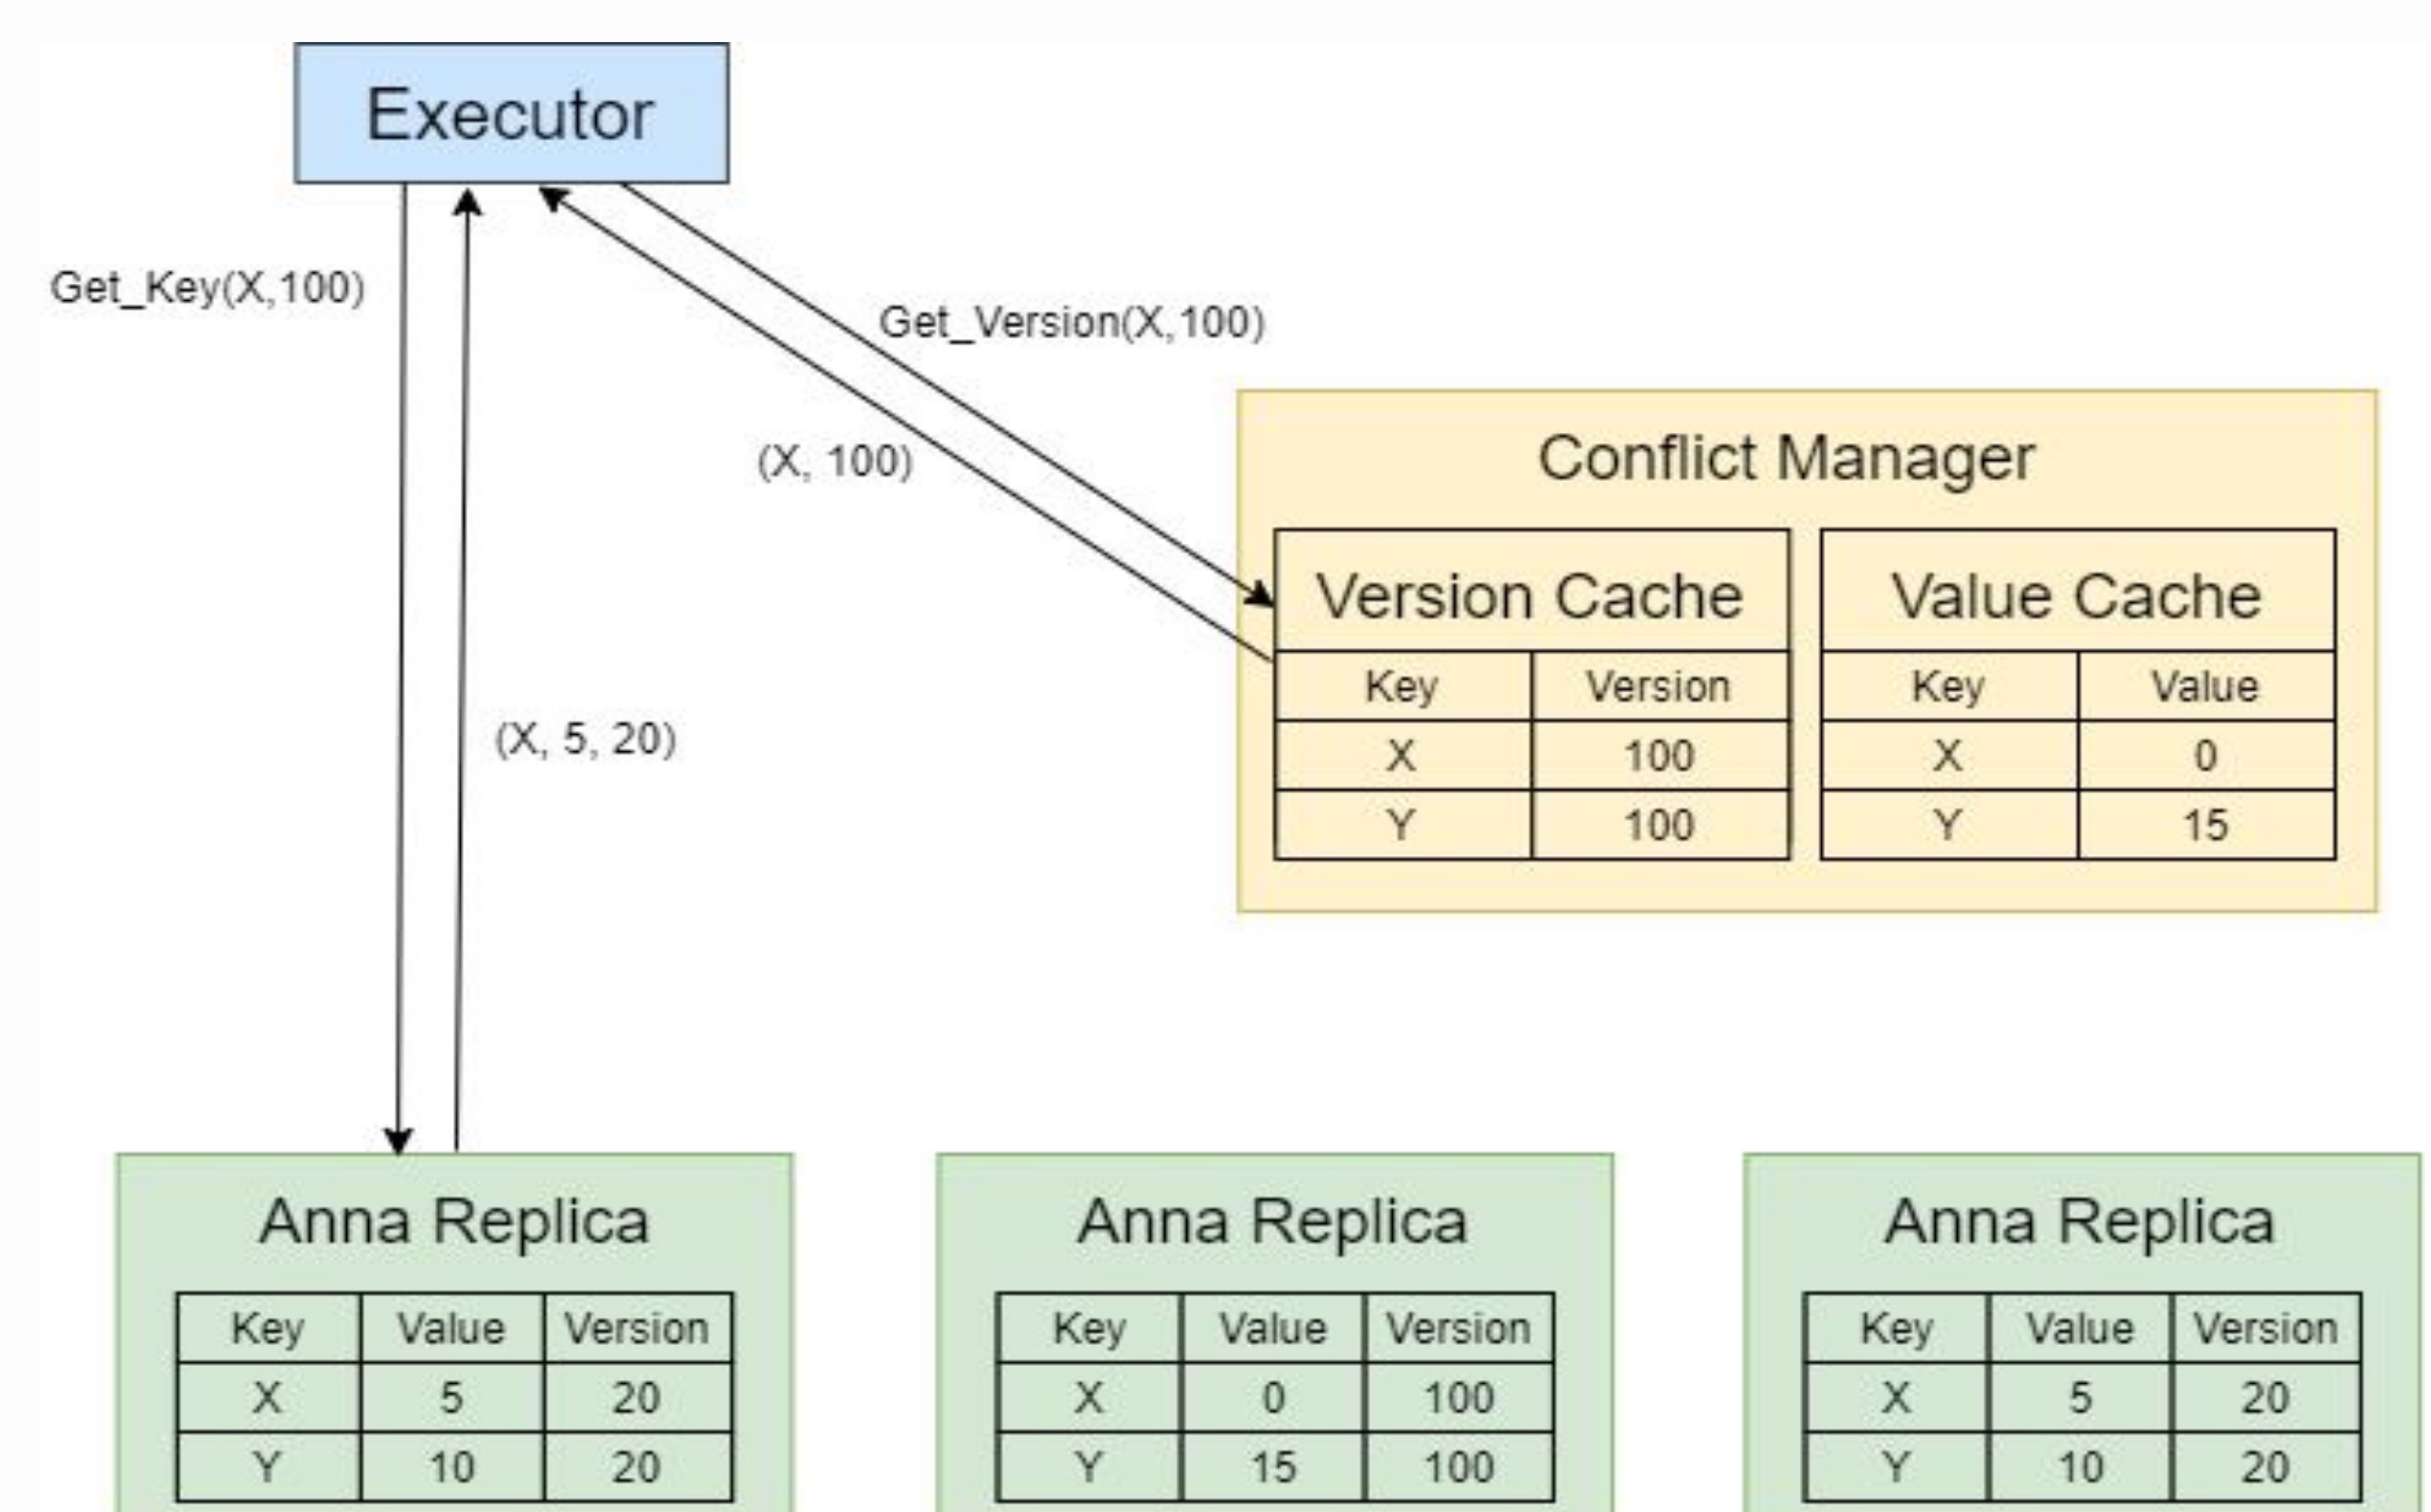 Executor
Get_Key(X,100)
Get_Version(X,100)
(X, 100)
(X, 5, 20)
Conflict Manager
Version Cache
Key Version
X 100
Y 100
Value Cache
Key Value
X 0
Y 15
Anna Replica
Key Value Version
X 5 20
Y 10 20
Anna Replica
Key Value Version
X 0 100
Y 15 100
Anna Replica
Key Value Version
X 5 20
Y 10 20